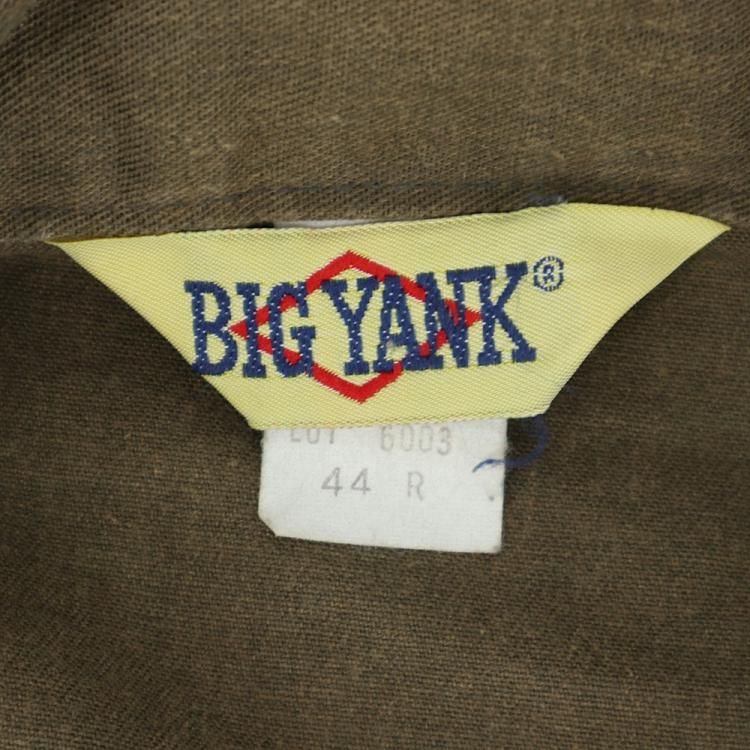 BIG YANK®
LOT 6003
44 R